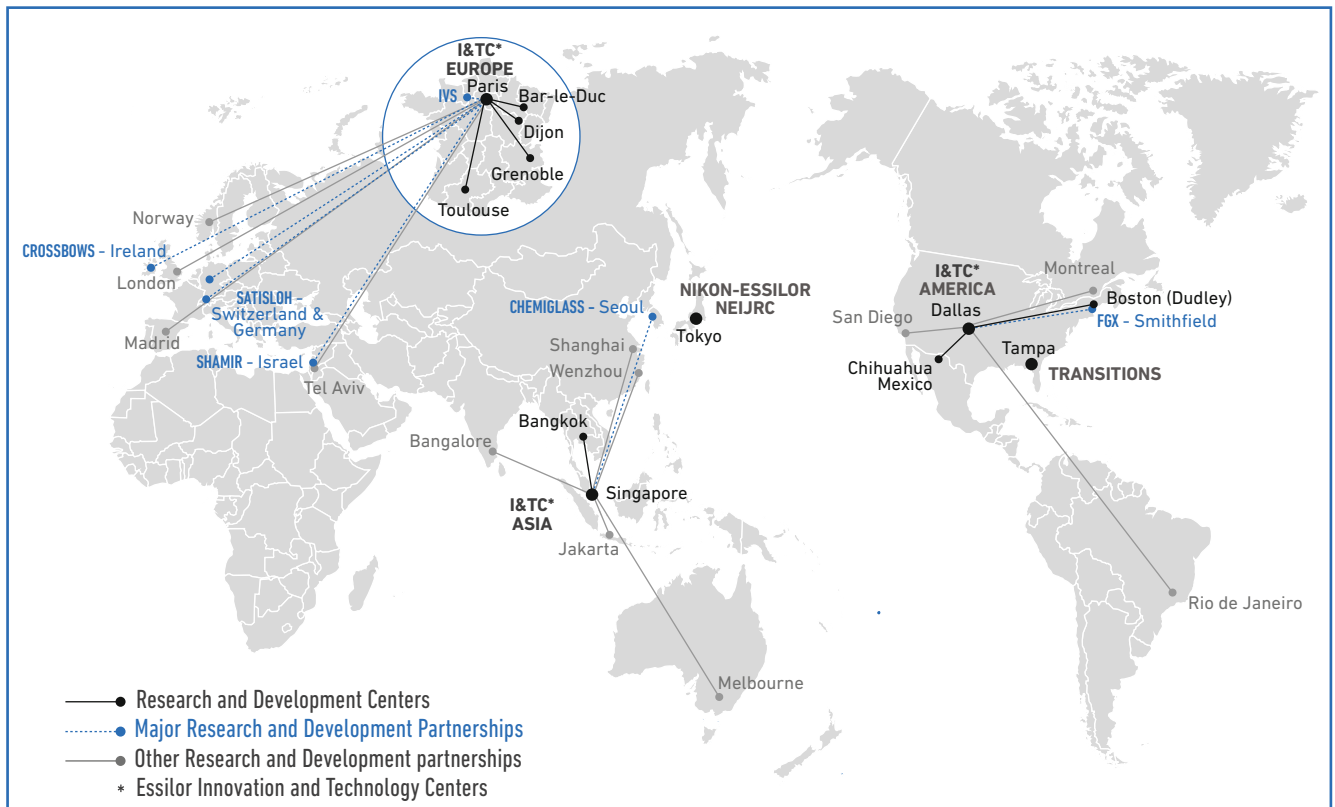 I&TC*
EUROPE
Paris
IVS
Bar-le-Duc
Dijon
Grenoble
Toulouse
Norway
CROSSBOWS - Ireland
London
SATISLOH -
Switzerland &
Germany
Madrid
SHAMIR - Israel
Tel Aviv
CHEMIGLASS - Seoul
NIKON-ESSILOR
NEIJRC
Tokyo
Shanghai
Wenzhou
Bangkok
Bangalore
Singapore
I&TC*
ASIA
Jakarta
Melbourne
I&TC*
AMERICA
Dallas
Montreal
Boston (Dudley)
FGX - Smithfield
San Diego
Chihuahua
Mexico
Tampa
TRANSITIONS
Rio de Janeiro
Research and Development Centers
Major Research and Development Partnerships
Other Research and Development partnerships
* Essilor Innovation and Technology Centers